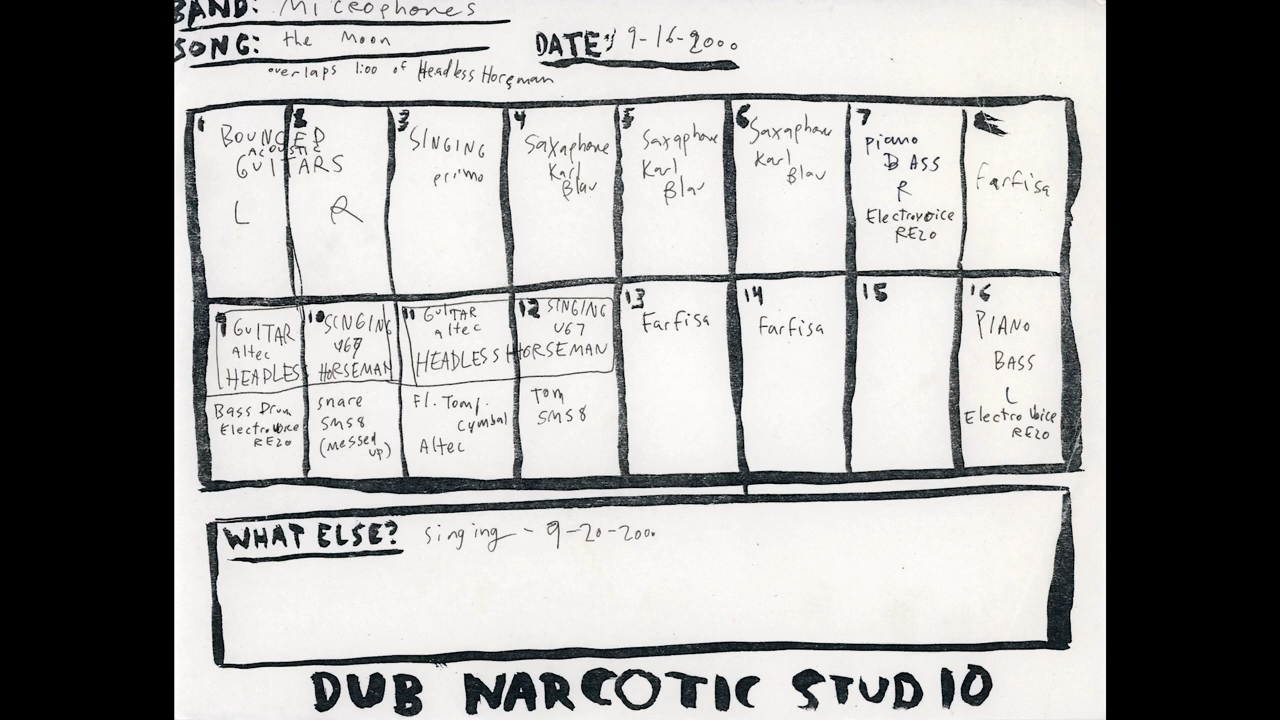 BAND: Microphones
SONG: the Moon
DATE: 9-16-2000
overlaps 1:00 of Headless Horseman
1 2
BOUNCED
ACOUSTIC
GUITARS
L R
3
SINGING
primo
4
Saxaphone
Karl
Blau
5
Saxaphone
Karl
Blau
6
Saxaphone
Karl
Blau
7
piano
BASS
R
Electrovoice
RE20
Farfisa
9 GUITAR
Altec
HEADLESS
Bass Drum
ElectroVoice
RE20
10 SINGING
U67
HORSEMAN
snare
SM58
(messed
up)
11 GUITAR
altec
HEADLESS HORSEMAN
Fl. Tom,
cymbal
Altec
12 SINGING
U67
Tom
SM58
13
Farfisa
14
Farfisa
15
16
PIANO
BASS
L
Electro Voice
RE20
WHAT ELSE? singing - 9-20-2000
DUB NARCOTIC STUDIO